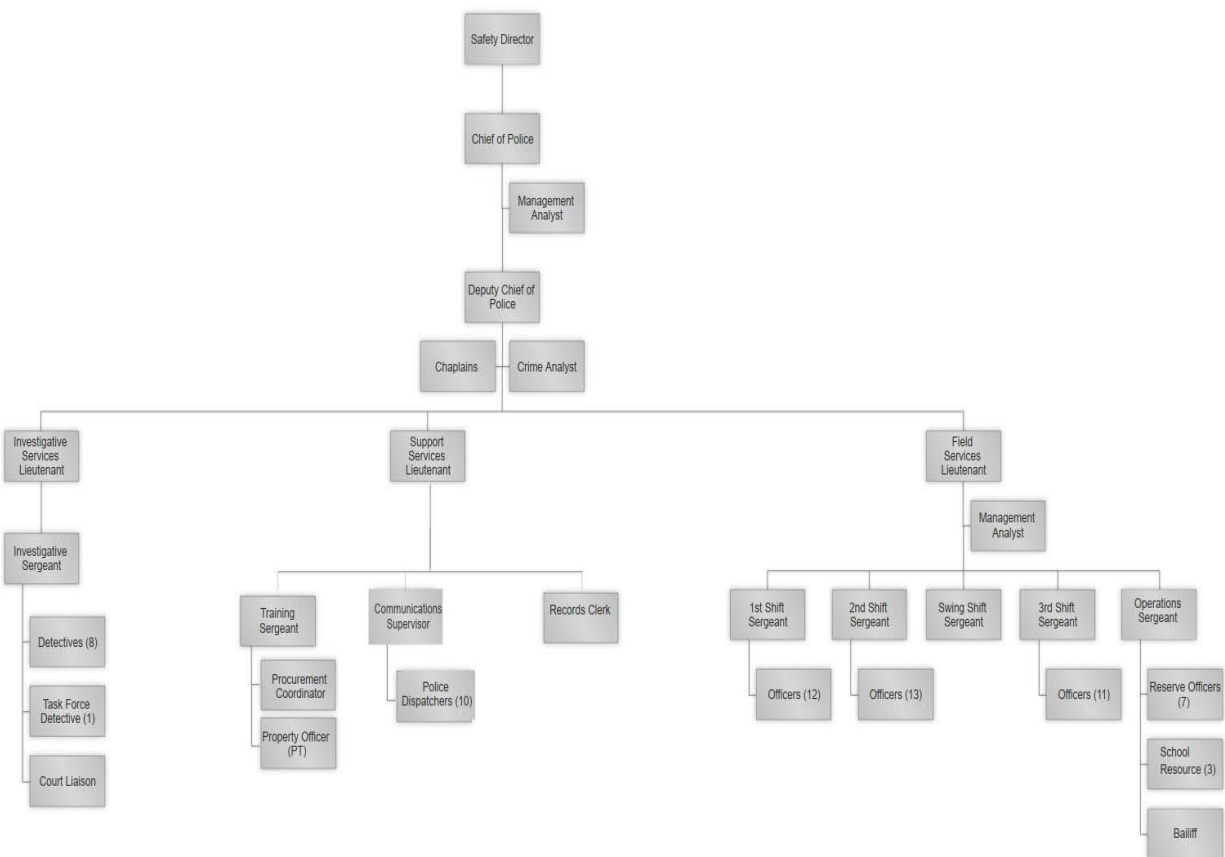 Safety Director
Chief of Police
Management
Analyst
Deputy Chief of
Police
Chaplains
Crime Analyst
Investigative
Services
Lieutenant
Support
Services
Lieutenant
Field
Services
Lieutenant
Management
Analyst
Investigative
Sergeant
Detectives (8)
Task Force
Detective (1)
Court Liaison
Training
Sergeant
Procurement
Coordinator
Property Officer
(PT)
Communications
Supervisor
Police
Dispatchers (10)
Records Clerk
1st Shift
Sergeant
Officers (12)
2nd Shift
Sergeant
Officers (13)
Swing Shift
Sergeant
3rd Shift
Sergeant
Officers (11)
Operations
Sergeant
Reserve Officers
(7)
School
Resource (3)
Bailiff